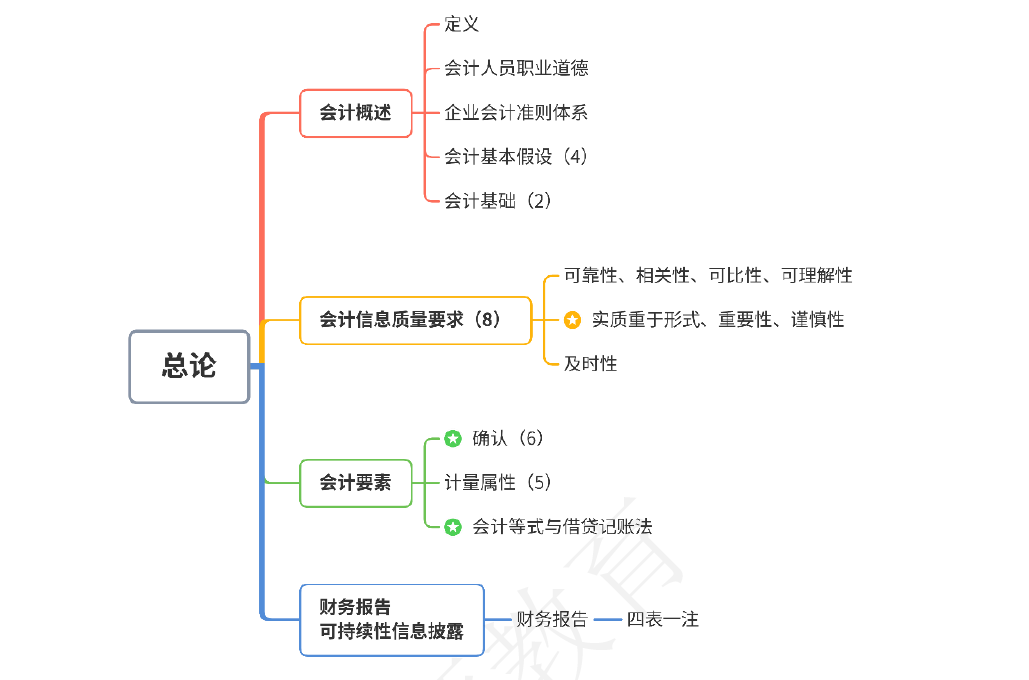 总论
会计概述
定义
会计人员职业道德
企业会计准则体系
会计基本假设（4）
会计基础（2）
会计信息质量要求（8）
可靠性、相关性、可比性、可理解性
实质重于形式、重要性、谨慎性
及时性
会计要素
确认（6）
计量属性（5）
会计等式与借贷记账法
财务报告
可持续性信息披露
财务报告
四表一注
教育